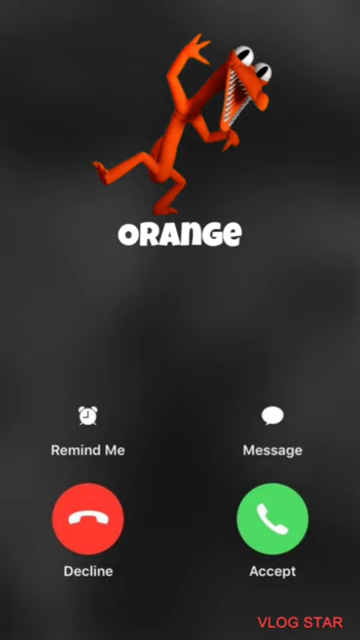 ORANGE
Remind Me
Message
Decline
Accept
VLOG STAR